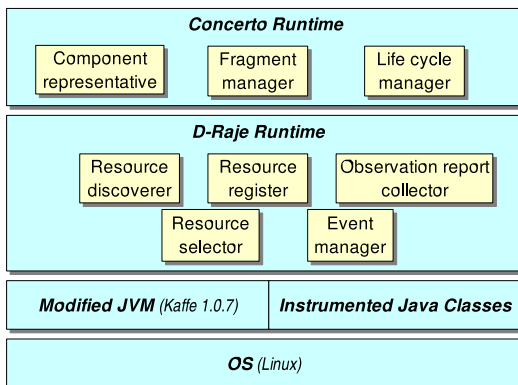 Concerto Runtime
Component
representative
Fragment
manager
Life cycle
manager
D-Raje Runtime
Resource
discoverer
Resource
register
Observation report
collector
Resource
selector
Event
manager
Modified JVM (Kaffe 1.0.7)
Instrumented Java Classes
OS (Linux)